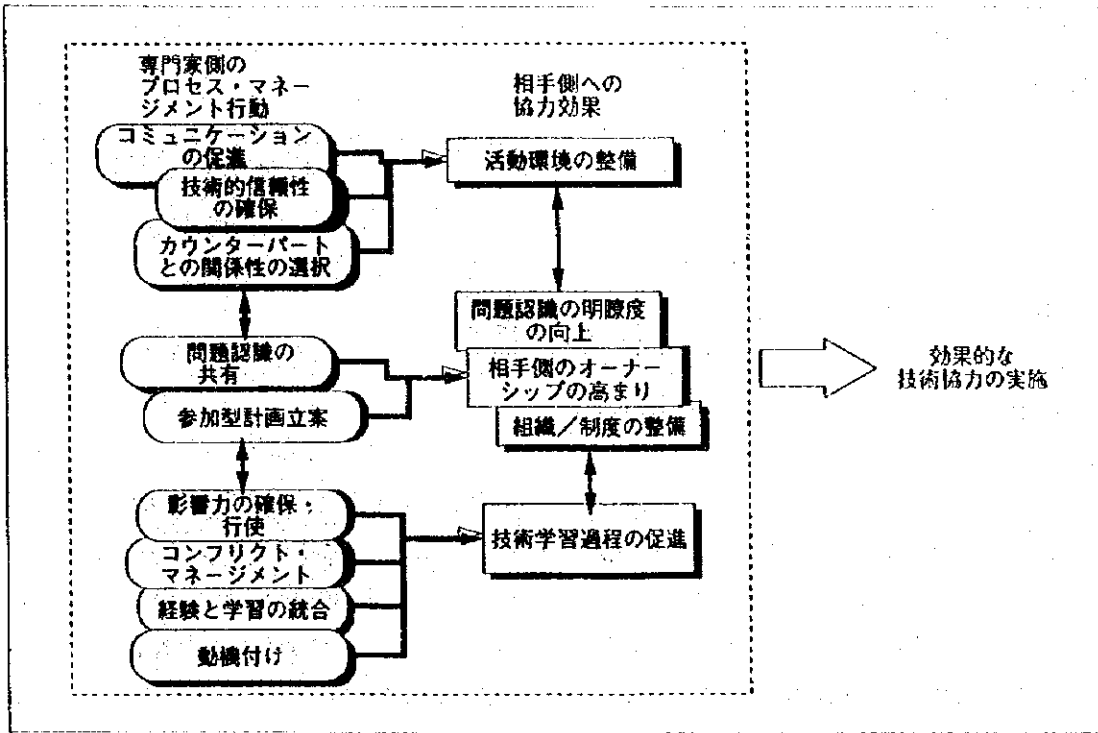 専門家側の
プロセス・マネー
ジメント行動
相手側への
協力効果
コミュニケーション
の促進
技術的信頼性
の確保
カウンターパート
との関係性の選択
活動環境の整備
問題認識の
共有
参加型計画立案
問題認識の明瞭度
の向上
相手側のオーナー
シップの高まり
組織／制度の整備
効果的な
技術協力の実施
影響力の確保・
行使
コンフリクト・
マネージメント
経験と学習の統合
動機付け
技術学習過程の促進